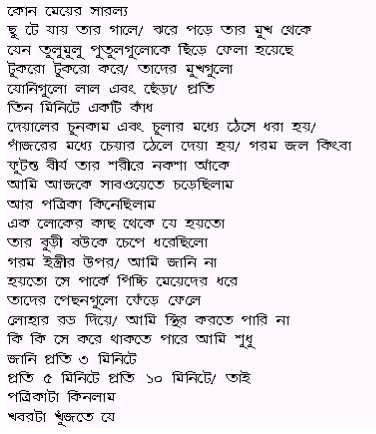 কোন মেয়ের সারল্য
ছু টে যায় তার গালে/ ঝরে পড়ে তার মুখ থেকে
যেন তুলুমুলু পুতুলগুলোকে ছিঁড়ে ফেলা হয়েছে
টুকরো টুকরো করে/ তাদের মুখগুলো
যোনিগুলো লাল এবং ছেঁড়া/ প্রতি
তিন মিনিটে একটি কাঁধ
দেয়ালের চুনকাম এবং চূলার মধ্যে ঠেসে ধরা হয়/
পাঁজরের মধ্যে চেয়ার ঠেলে দেয়া হয়/ গরম জল কিংবা
ফুটন্ত বীর্য তার শরীরে নকশা আঁকে
আমি আজকে সাবওয়েতে চড়েছিলাম
আর পত্রিকা কিনেছিলাম
এক লোকের কাছ থেকে যে হয়তো
তার বুড়ী বউকে চেপে ধরেছিলো
গরম ইস্ত্রীর উপর/ আমি জানি না
হয়তো সে পার্কে পিচ্চি মেয়েদের ধরে
তাদের পেছনগুলো ফেঁড়ে ফেলে
লোহার রড দিয়ে/ আমি স্থির করতে পারি না
কি কি সে করে থাকতে পারে আমি শুধু
জানি প্রতি ৩ মিনিটে
প্রতি ৫ মিনিটে প্রতি ১০ মিনিটে/ তাই
পত্রিকাটা কিনলাম
খবরটা খুঁজতে যে